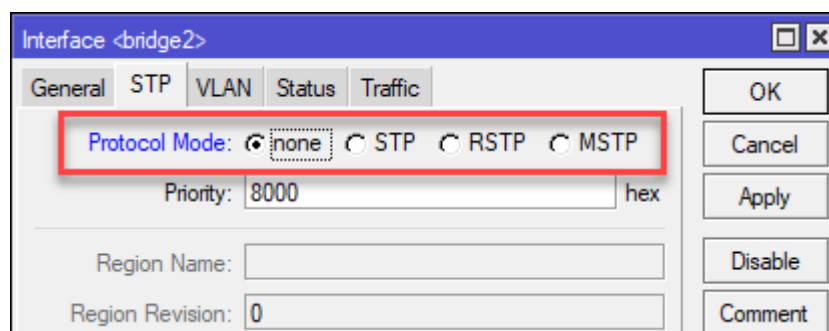 Interface <bridge2>
General STP VLAN Status Traffic
OK
Protocol Mode: none STP RSTP MSTP
Cancel
Priority: 8000 hex
Apply
Region Name:
Disable
Region Revision: 0
Comment